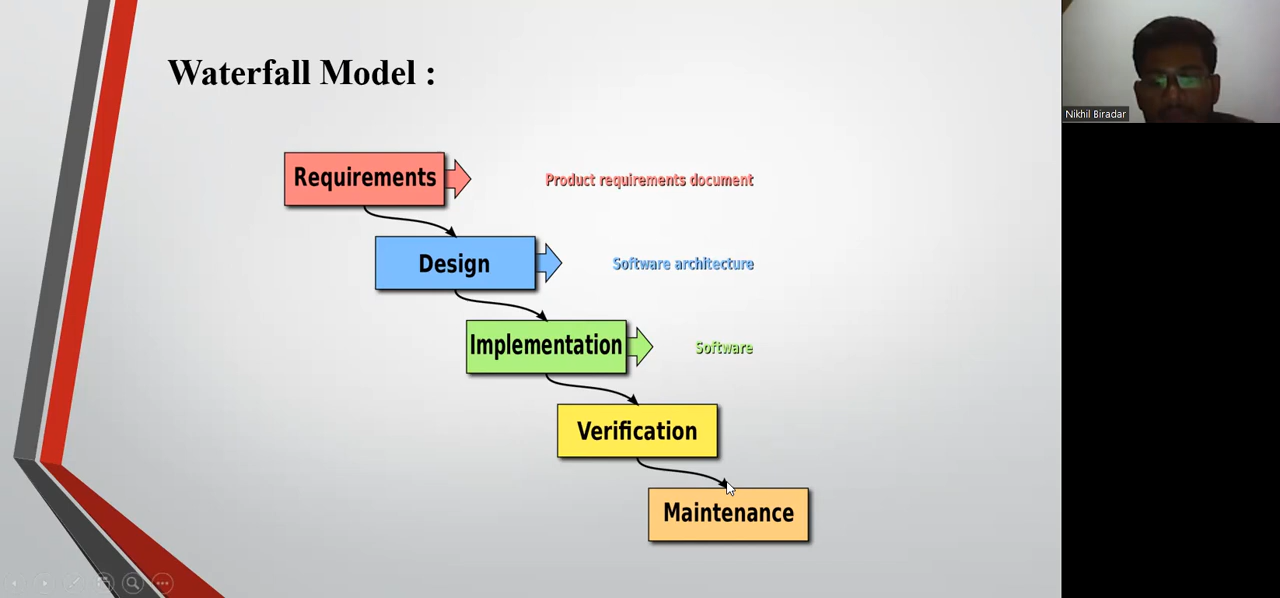 Waterfall Model :
Nikhil Biradar
Requirements
Product requirements document
Design
Software architecture
Implementation
Software
Verification
Maintenance